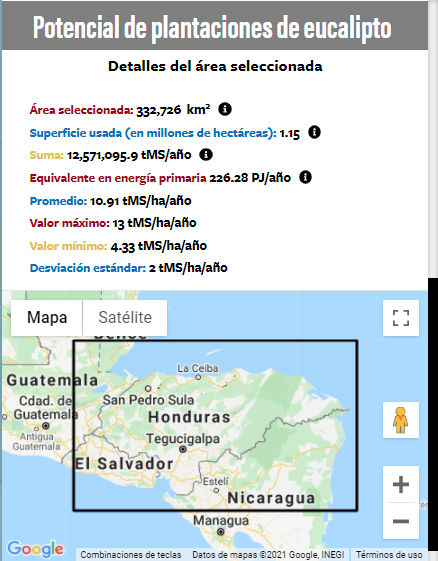 Potencial de plantaciones de eucalipto
Detalles del área seleccionada
Área seleccionada: 332,726 km²
Superficie usada (en millones de hectáreas): 1.15
Suma: 12,571,095.9 tMS/año
Equivalente en energía primaria 226.28 PJ/año
Promedio: 10.91 tMS/ha/año
Valor máximo: 13 tMS/ha/año
Valor mínimo: 4.33 tMS/ha/año
Desviación estándar: 2 tMS/ha/año
Mapa Satélite
La Ceiba
Guatemala
San Pedro Sula
Cdad. de
Guatemala
Honduras
Antigua
Guatemala
Tegucigalpa
El Salvador
Estelí
Nicaragua
Managua
Google
Combinaciones de teclas Datos de mapas ©2021 Google, INEGI Términos de uso